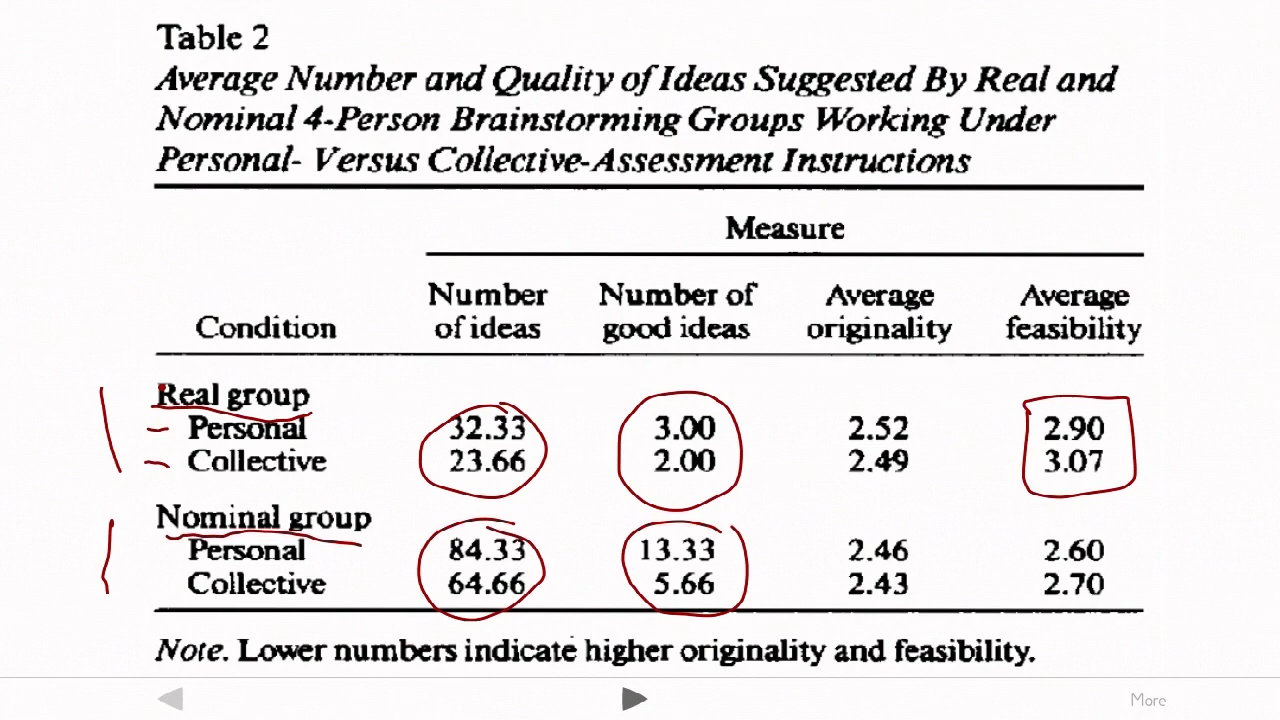 Table 2
Average Number and Quality of Ideas Suggested By Real and
Nominal 4-Person Brainstorming Groups Working Under
Personal- Versus Collective-Assessment Instructions
Measure
Condition Number of ideas Number of good ideas Average originality Average feasibility
Real group
Personal 32.33 3.00 2.52 2.90
Collective 23.66 2.00 2.49 3.07
Nominal group
Personal 84.33 13.33 2.46 2.60
Collective 64.66 5.66 2.43 2.70
Note. Lower numbers indicate higher originality and feasibility.
More